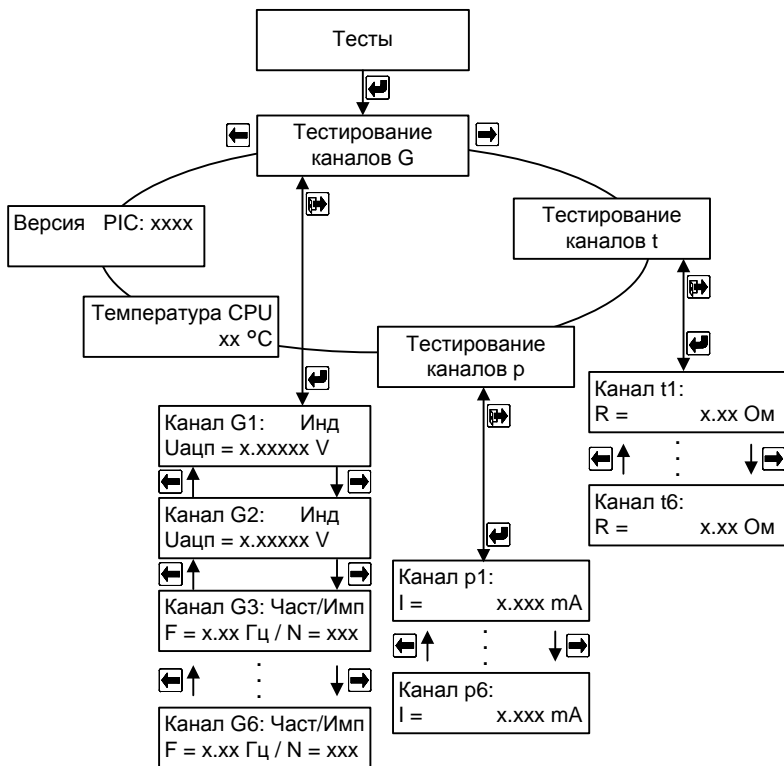 Тесты
Тестирование
каналов G
Версия PIC: xxxx
Тестирование
каналов t
Температура CPU
xx °C
Тестирование
каналов p
Канал t1:
R = x.xx Ом
Канал t6:
R = x.xx Ом
Канал G1: Инд
Uацп = x.xxxxx V
Канал G2: Инд
Uацп = x.xxxxx V
Канал G3: Част/Имп
F = x.xx Гц / N = xxx
Канал G6: Част/Имп
F = x.xx Гц / N = xxx
Канал p1:
I = x.xxx mA
Канал p6:
I = x.xxx mA